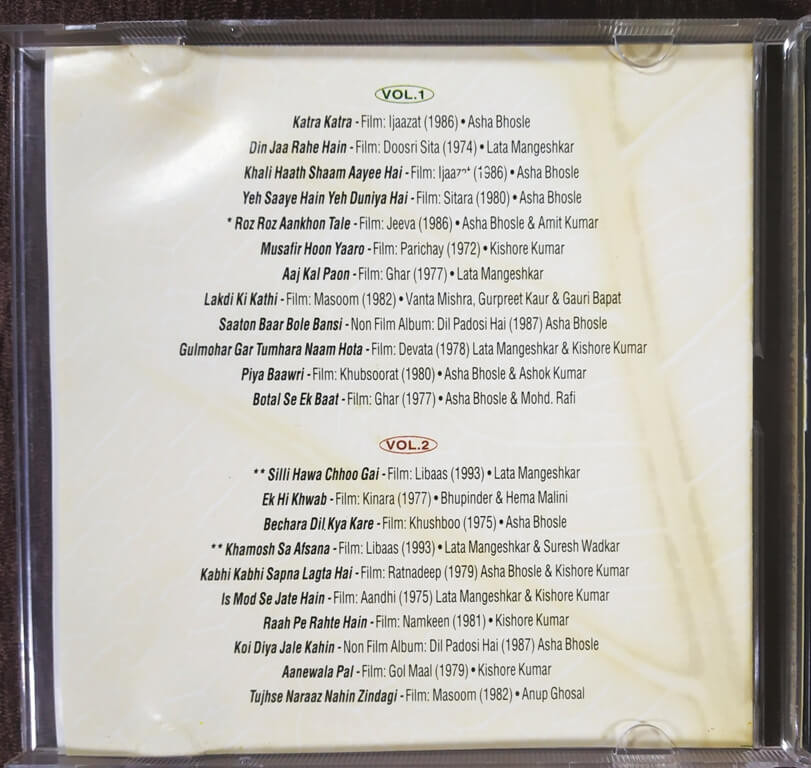 VOL.1
Katra Katra - Film: Ijaazat (1986) • Asha Bhosle
Din Jaa Rahe Hain - Film: Doosri Sita (1974) • Lata Mangeshkar
Khali Haath Shaam Aayee Hai - Film: (1986) • Asha Bhosle
Yeh Saaye Hain Yeh Duniya Hai - Film: Sitara (1980) • Asha Bhosle
* Roz Roz Aankhon Tale - Film: Jeeva (1986) • Asha Bhosle & Amit Kumar
Musafir Hoon Yaaro - Film: Parichay (1972) • Kishore Kumar
Aaj Kal Paon - Film: Ghar (1977) • Lata Mangeshkar
Lakdi Ki Kathi - Film: Masoom (1982) • Vanta Mishra, Gurpreet Kaur & Gauri Bapat
Saaton Baar Bole Bansi - Non Film Album: Dil Padosi Hai (1987) Asha Bhosle
Gulmohar Gar Tumhara Naam Hota - Film: Devata (1978) Lata Mangeshkar & Kishore Kumar
Piya Baawri - Film: Khubsoorat (1980) • Asha Bhosle & Ashok Kumar
Botal Se Ek Baat - Film: Ghar (1977) • Asha Bhosle & Mohd. Rafi
VOL.2
** Silli Hawa Chhoo Gai - Film: Libaas (1993) • Lata Mangeshkar
Ek Hi Khwab - Film: Kinara (1977) • Bhupinder & Hema Malini
Bechara Dil Kya Kare - Film: Khushboo (1975) • Asha Bhosle
** Khamosh Sa Afsana - Film: Libaas (1993) • Lata Mangeshkar & Suresh Wadkar
Kabhi Kabhi Sapna Lagta Hai - Film: Ratnadeep (1979) Asha Bhosle & Kishore Kumar
Is Mod Se Jate Hain - Film: Aandhi (1975) Lata Mangeshkar & Kishore Kumar
Raah Pe Rahte Hain - Film: Namkeen (1981) • Kishore Kumar
Koi Diya Jale Kahin - Non Film Album: Dil Padosi Hai (1987) Asha Bhosle
Aanewala Pal - Film: Gol Maal (1979) • Kishore Kumar
Tujhse Naraaz Nahin Zindagi - Film: Masoom (1982) • Anup Ghosal